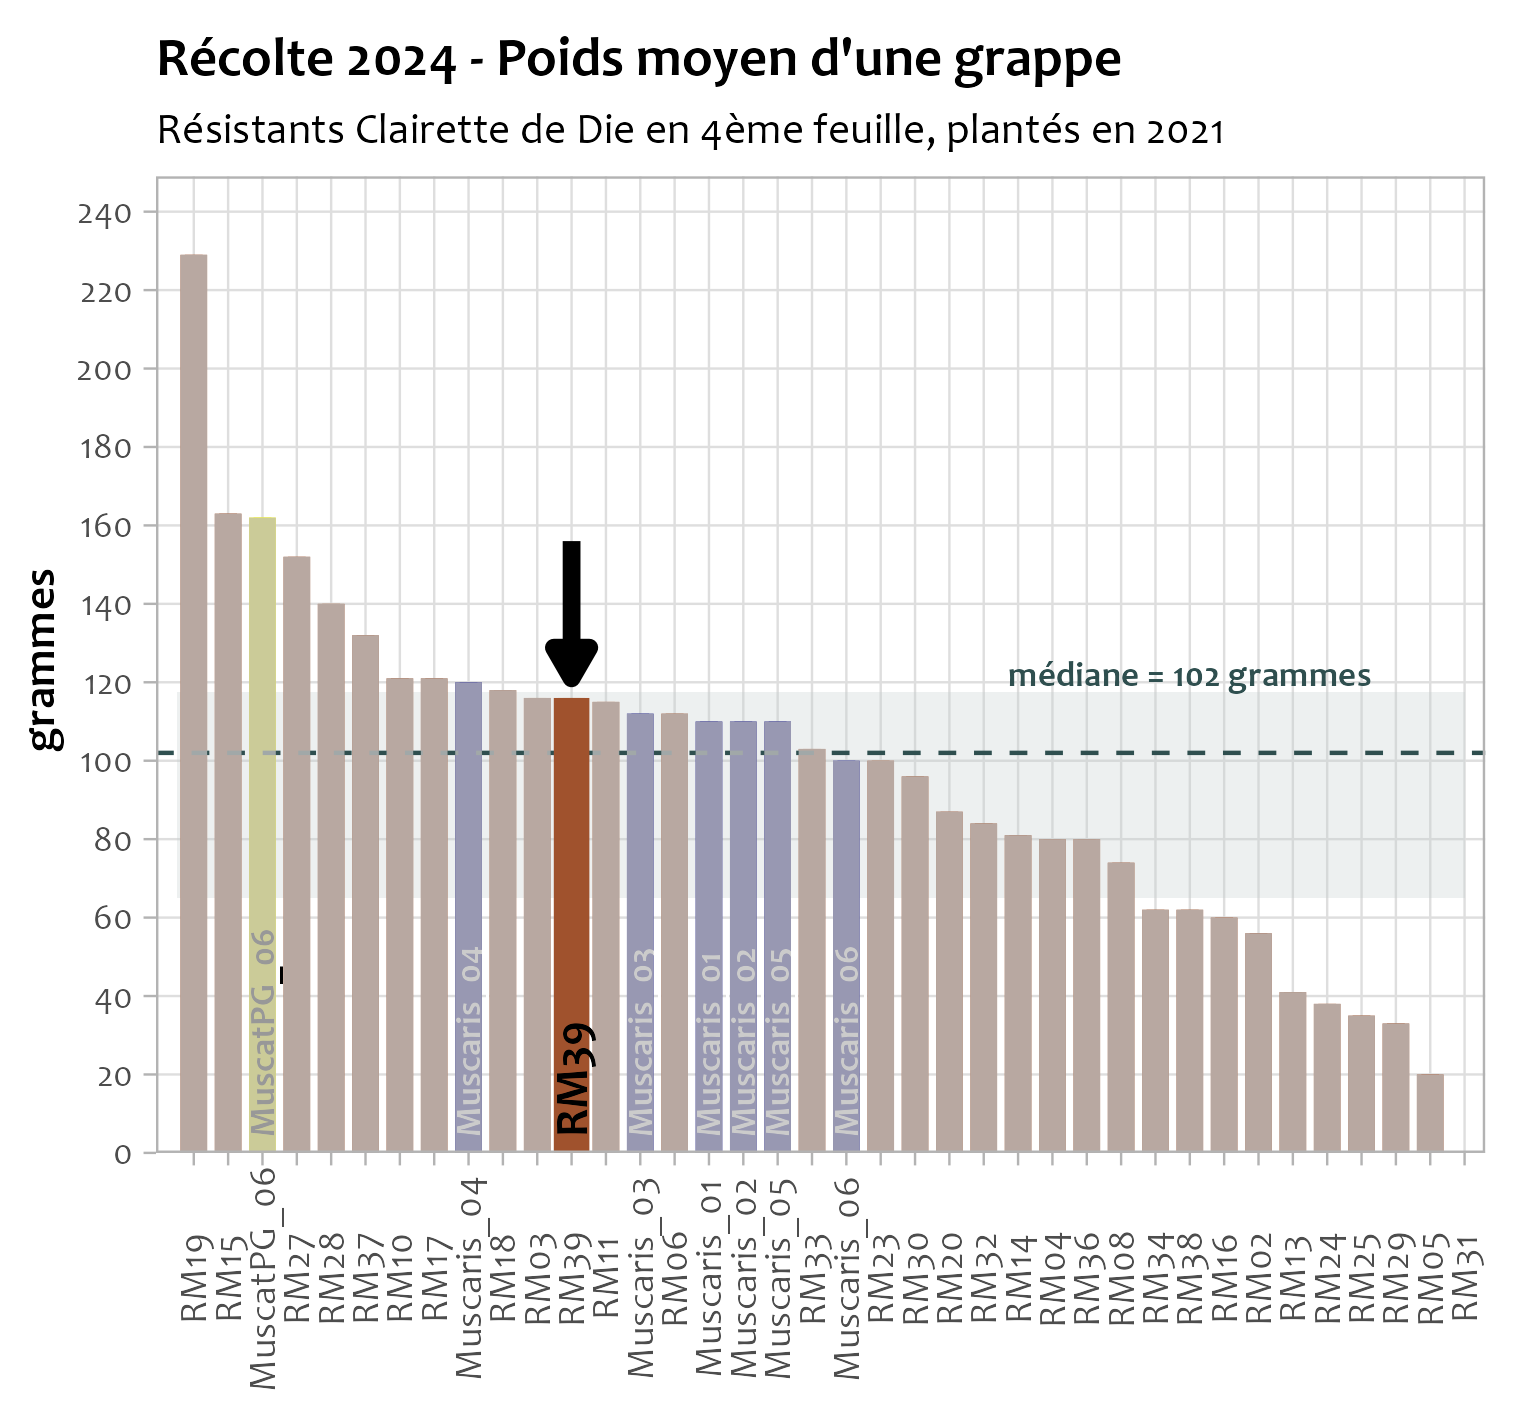 Récolte 2024 - Poids moyen d'une grappe
Résistants Clairette de Die en 4ème feuille, plantés en 2021
grammes
240
220
200
180
160
140
120
100
80
60
40
20
0
médiane = 102 grammes
MuscatPG_06
Muscaris_04
RM39
Muscaris_03
Muscaris_01
Muscaris_02
Muscaris_05
Muscaris_06
RM19
RM15
MuscatPG_06
RM27
RM28
RM37
RM10
RM17
Muscaris_04
RM18
RM03
RM39
RM11
Muscaris_03
RM06
Muscaris_01
Muscaris_02
Muscaris_05
RM33
Muscaris_06
RM23
RM30
RM20
RM32
RM14
RM04
RM36
RM08
RM34
RM38
RM16
RM02
RM13
RM24
RM25
RM29
RM05
RM31